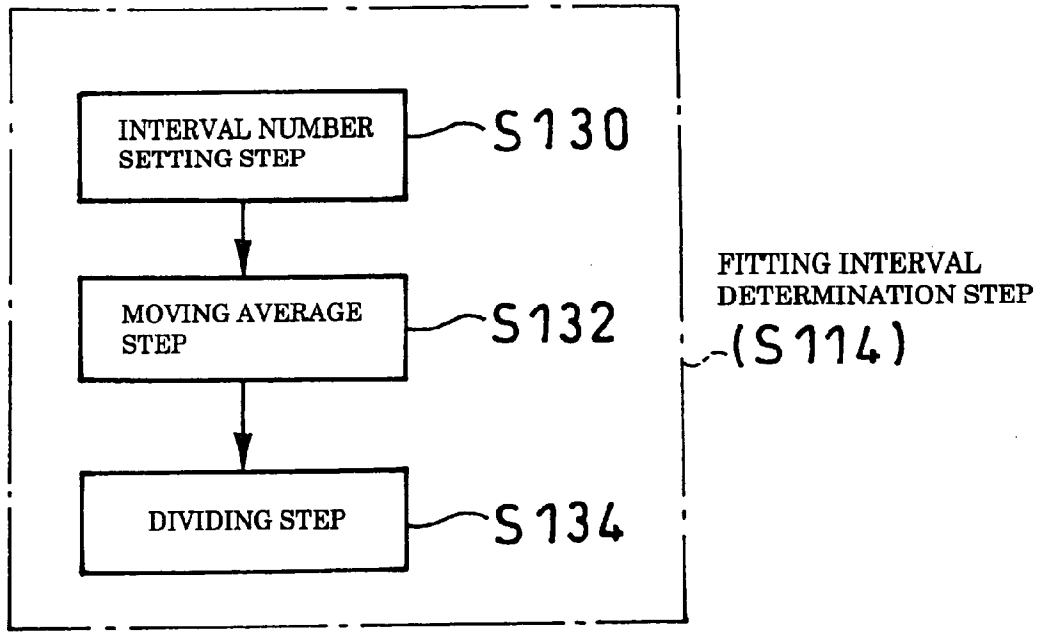 INTERVAL NUMBER
SETTING STEP
S130
MOVING AVERAGE
STEP
S132
DIVIDING STEP
S134
FITTING INTERVAL
DETERMINATION STEP
(S114)